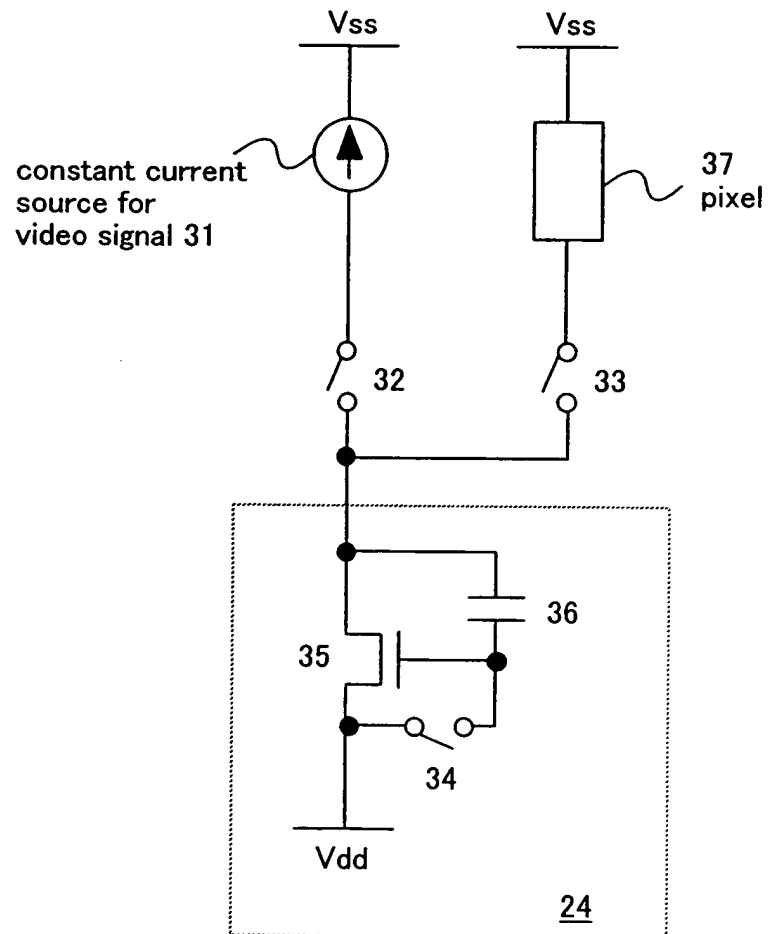 Vss
Vss
constant current
source for
video signal 31
37
pixel
32
33
36
35
34
Vdd
24